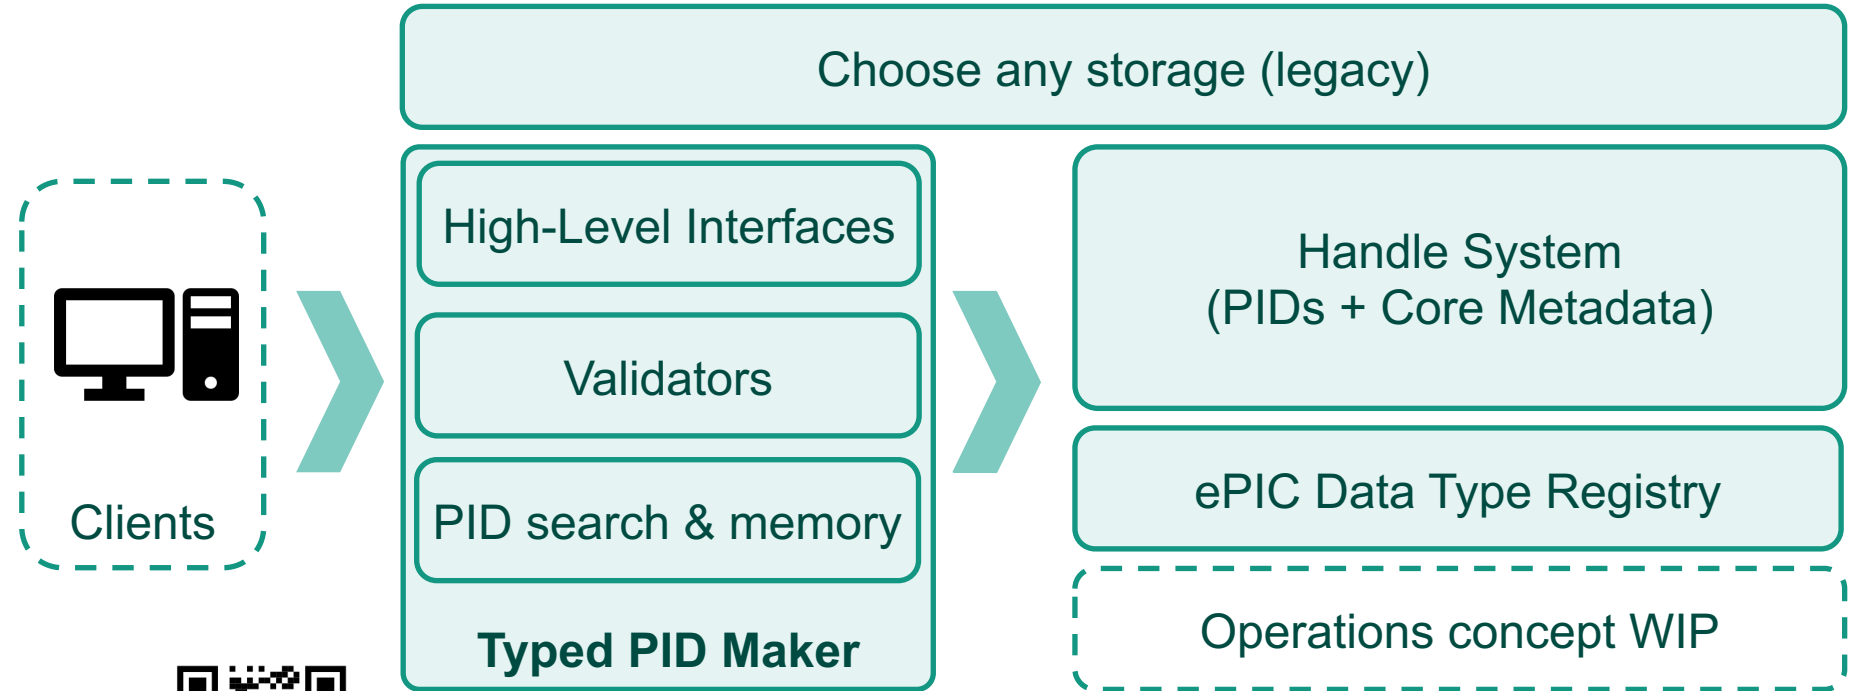 Choose any storage (legacy)
Clients
High-Level Interfaces
Validators
PID search & memory
Typed PID Maker
Handle System
(PIDs + Core Metadata)
ePIC Data Type Registry
Operations concept WIP